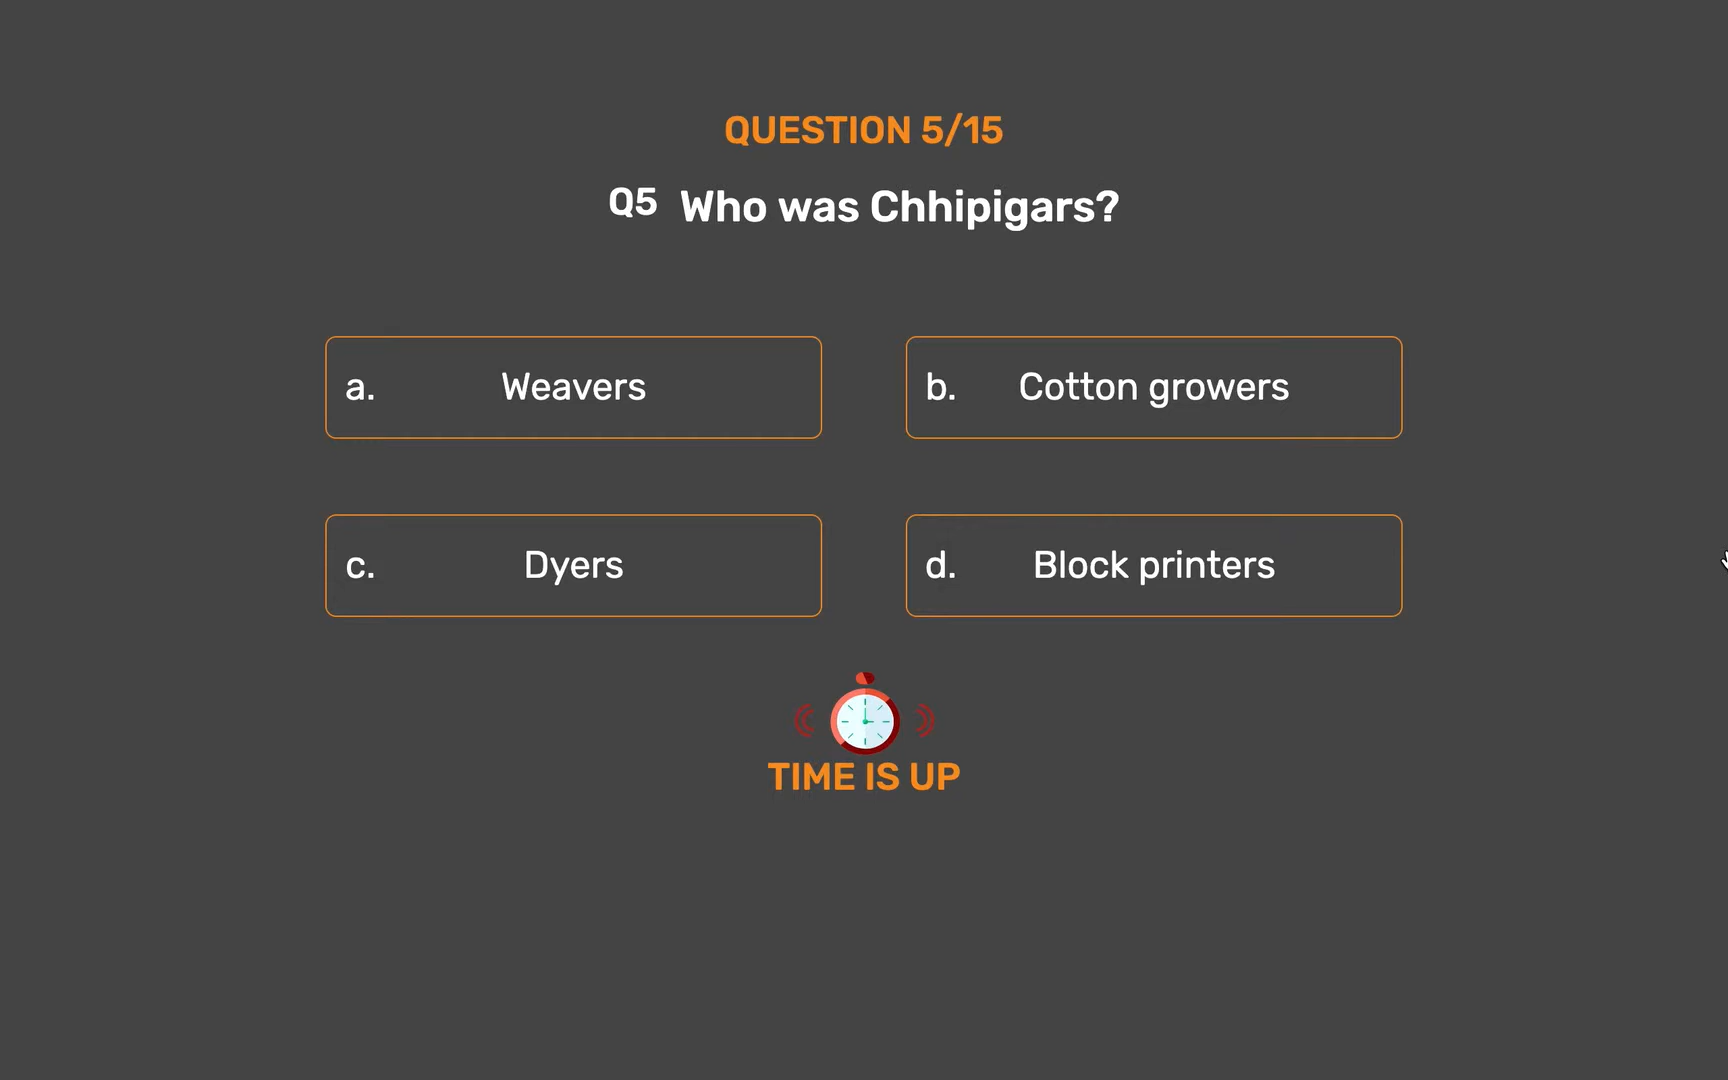 QUESTION 5/15
Q5 Who was Chhipigars?
a. Weavers
b. Cotton growers
c. Dyers
d. Block printers
TIME IS UP